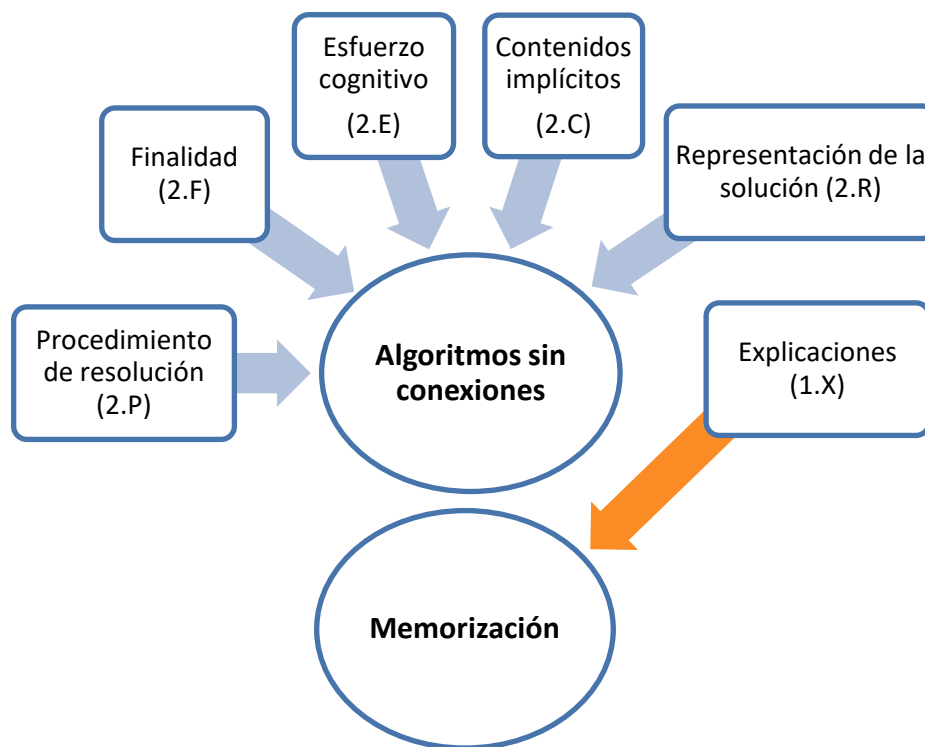 Esfuerzo
cognitivo
(2.E)
Contenidos
implícitos
(2.C)
Finalidad
(2.F)
Representación de la
solución (2.R)
Procedimiento
de resolución
(2.P)
Algoritmos sin
conexiones
Explicaciones
(1.X)
Memorización